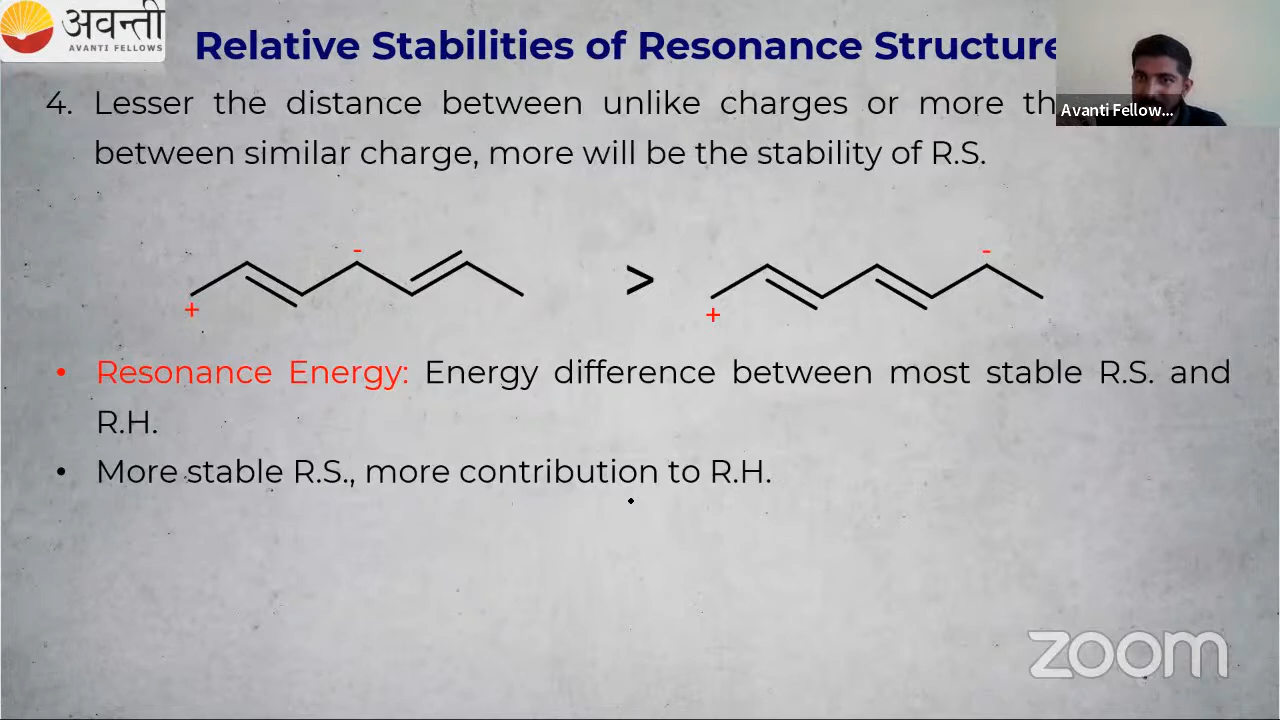 अवन्ती
AVANTI FELLOWS
Relative Stabilities of Resonance Structure
Avanti Fellow...
4. Lesser the distance between unlike charges or more th
between similar charge, more will be the stability of R.S.
- > -
+ +
• Resonance Energy: Energy difference between most stable R.S. and
R.H.
• More stable R.S., more contribution to R.H.
zoom